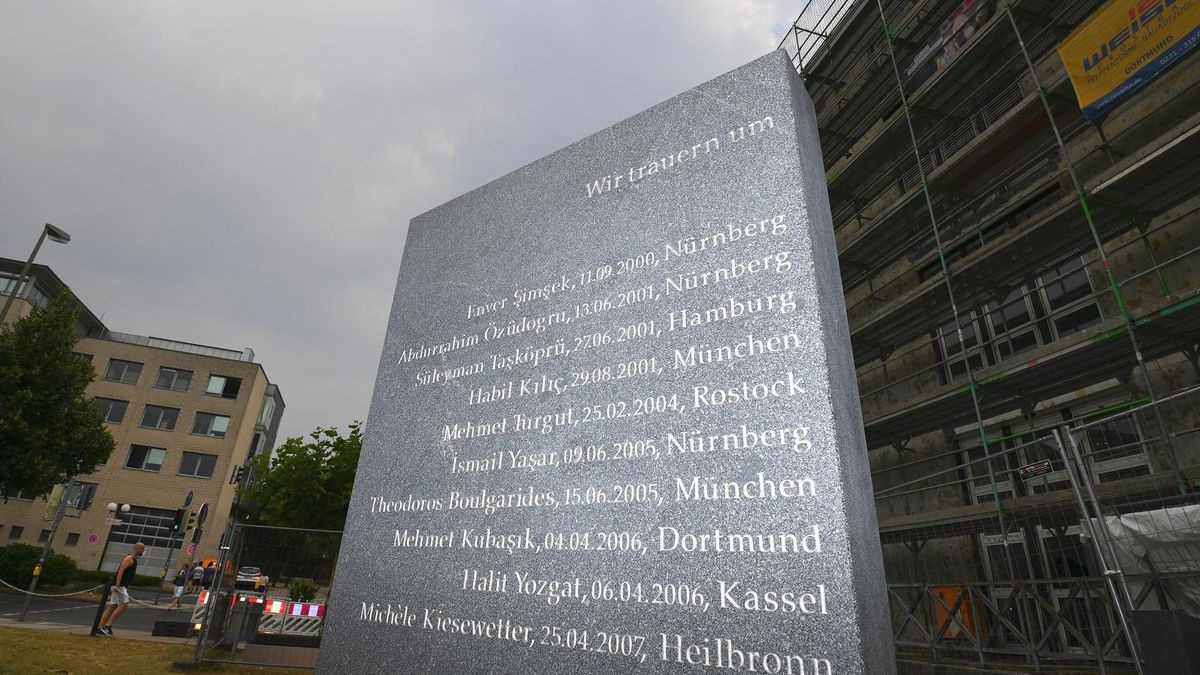 Wir trauern um
Enver Şimşek, 11.09.2000, Nürnberg
Abdurrahim Özüdoğru, 13.06.2001, Nürnberg
Süleyman Taşköprü, 27.06.2001, Hamburg
Habil Kılıç, 29.08.2001, München
Mehmet Turgut, 25.02.2004, Rostock
İsmail Yaşar, 09.06.2005, Nürnberg
Theodoros Boulgarides, 15.06.2005, München
Mehmet Kubaşık, 04.04.2006, Dortmund
Halit Yozgat, 06.04.2006, Kassel
Michèle Kiesewetter, 25.04.2007, Heilbronn
TREPPENTÜRME BAUAUFZÜGE
DORTMUND